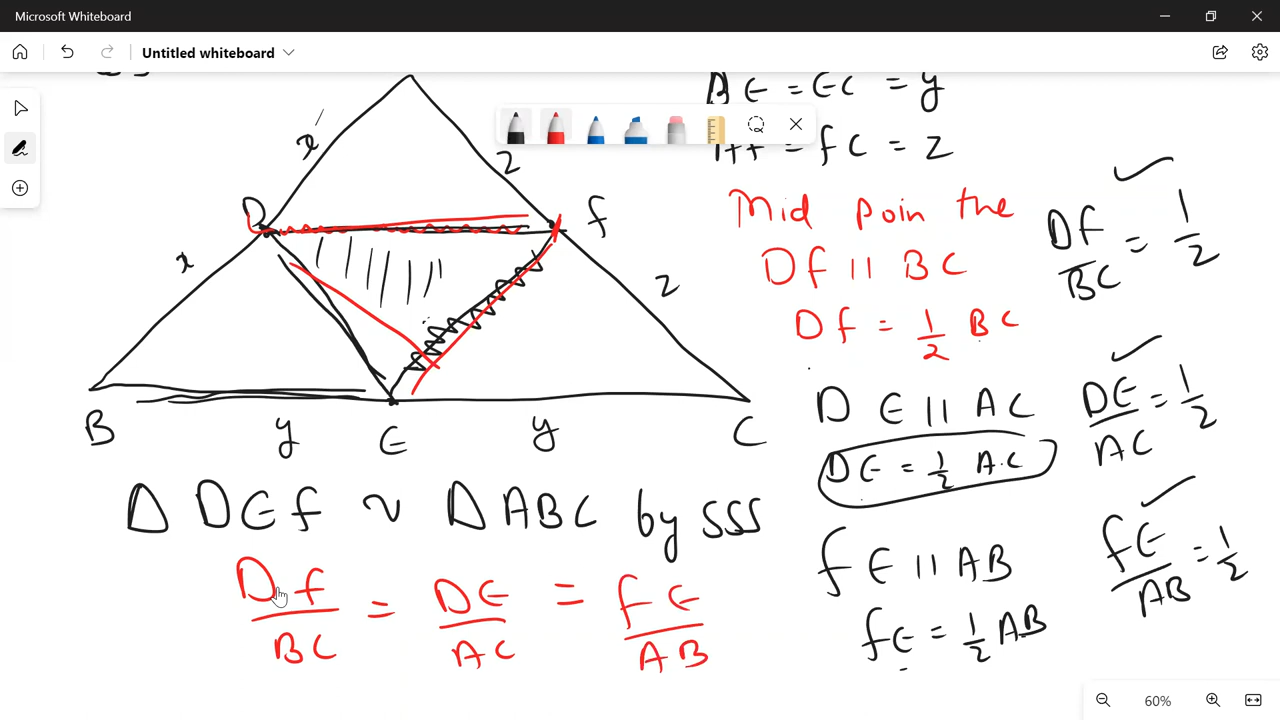 Microsoft Whiteboard
Untitled whiteboard
= EC = y
= fC = z
x
z
D
f
Mid poin the
Df || BC
Df = 1/2 BC
Df/BC = 1/2
x
z
B
y
E
y
C
DE || AC
DE = 1/2 AC
DE/AC = 1/2
Δ DEf ~ Δ ABC by SSS
Df/BC = DE/AC = fE/AB
fE || AB
fE = 1/2 AB
fE/AB = 1/2
60%